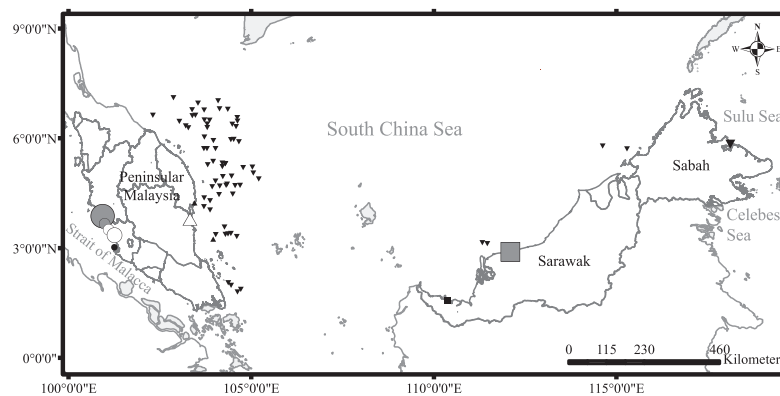 9°0'0"N
N
W
E
S
Sulu Sea
South China Sea
6°0'0"N
Sabah
Peninsular
Malaysia
Celebes
Sea
Strait of Malacca
3°0'0"N
Sarawak
0 115 230 460
Kilometer
0°0'0"N
100°0'0"E 105°0'0"E 110°0'0"E 115°0'0"E